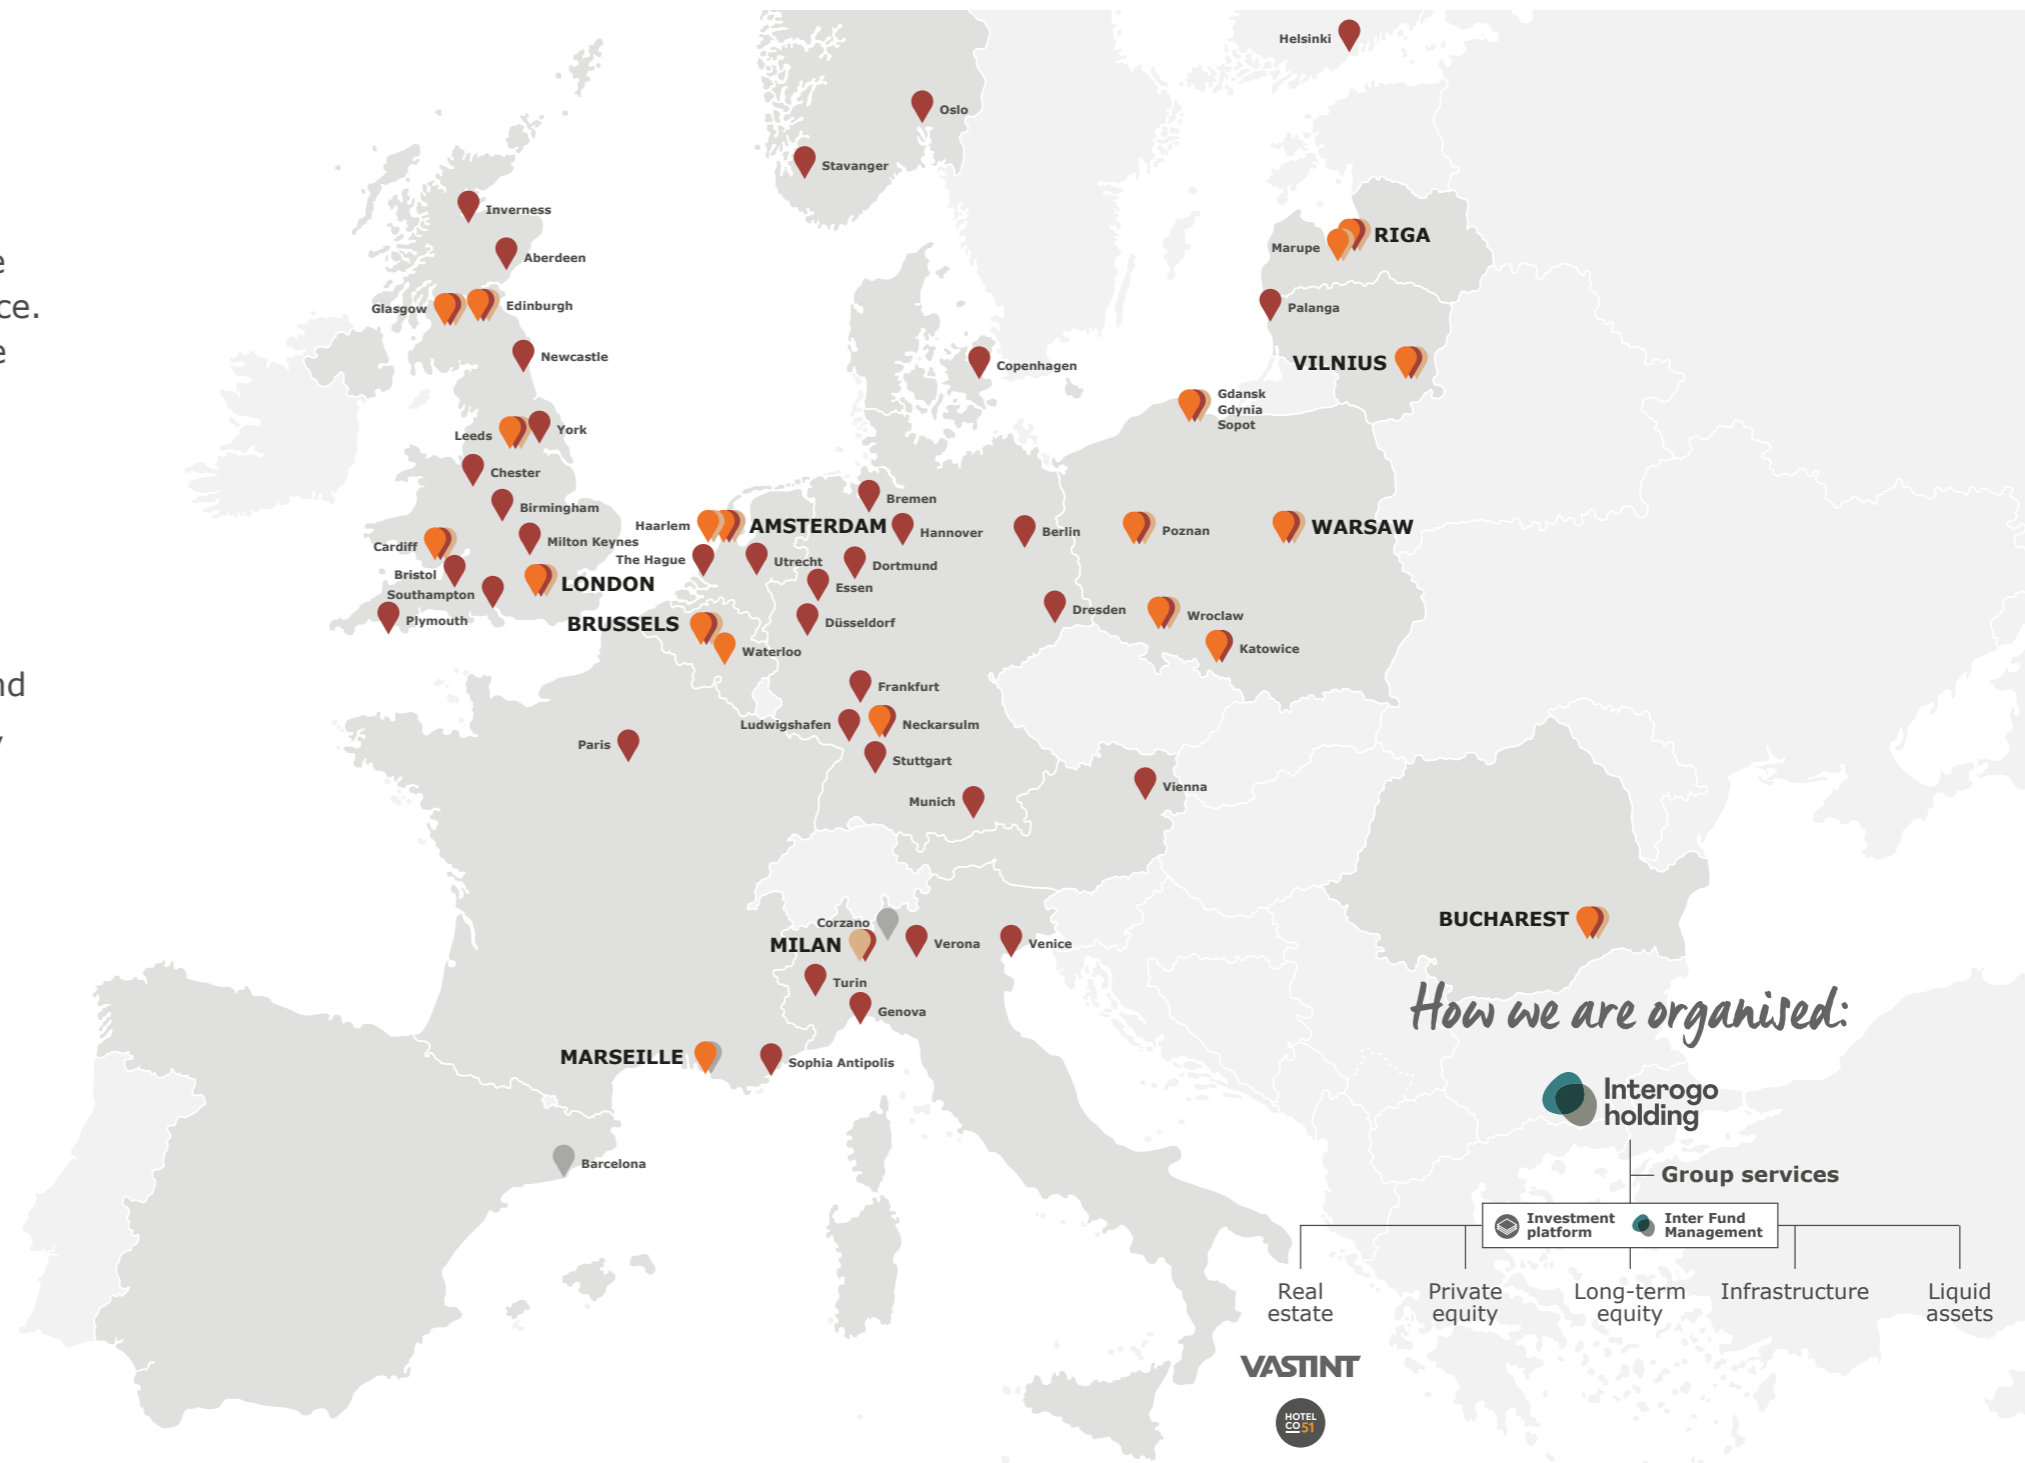 e
ce.
e
nd
y
Helsinki
Oslo
Stavanger
Inverness
Aberdeen
Glasgow
Edinburgh
Newcastle
Leeds
York
Chester
Birmingham
Cardiff
Milton Keynes
Bristol
LONDON
Southampton
Plymouth
Copenhagen
Marupe
RIGA
Palanga
VILNIUS
Gdansk
Gdynia
Sopot
Haarlem
AMSTERDAM
The Hague
Utrecht
Bremen
Hannover
Berlin
Dortmund
Essen
Düsseldorf
Dresden
Poznan
WARSAW
Wroclaw
Katowice
BRUSSELS
Waterloo
Frankfurt
Ludwigshafen
Neckarsulm
Stuttgart
Munich
Paris
Vienna
Corzano
MILAN
Verona
Venice
Turin
Genova
MARSEILLE
Sophia Antipolis
Barcelona
BUCHAREST
How we are organised:
Interogo
holding
Group services
Investment
platform
Inter Fund
Management
Real
estate
Private
equity
Long-term
equity
Infrastructure
Liquid
assets
VASTINT
HOTEL
CO51